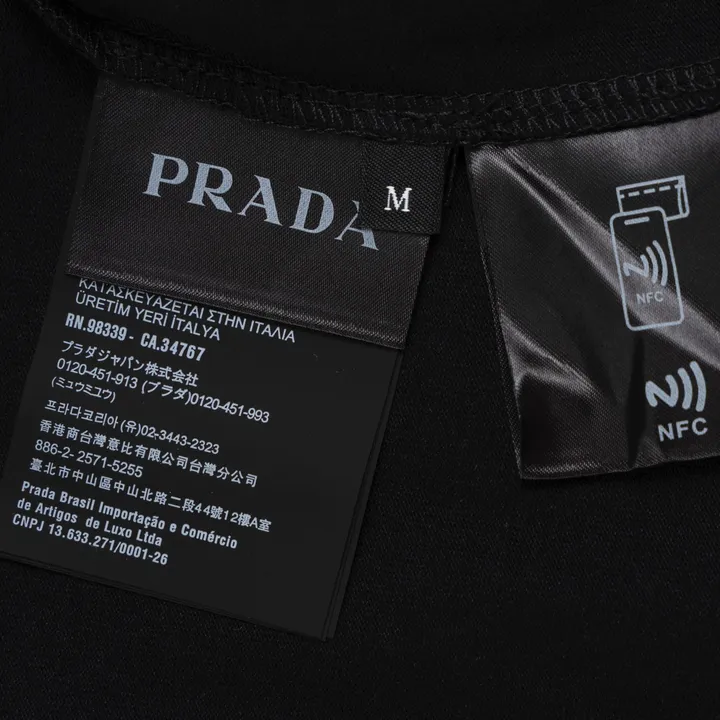 PRADA
M
ΚΑΤΑΣΚΕΥΑΖΕΤΑΙ ΣΤΗΝ ΙΤΑΛΙΑ
ÜRETİM YERİ İTALYA
RN.98339 - CA.34767
プラダジャパン株式会社
0120-451-913 (プラダ)0120-451-993
(ミュウミュウ)
프라다코리아 (유)02-3443-2323
香港商台灣意比有限公司台灣分公司
886-2- 2571-5255
臺北市中山區中山北路二段44號12樓A室
Prada Brasil Importação e Comércio
de Artigos de Luxo Ltda
CNPJ 13.633.271/0001-26
NFC
NFC